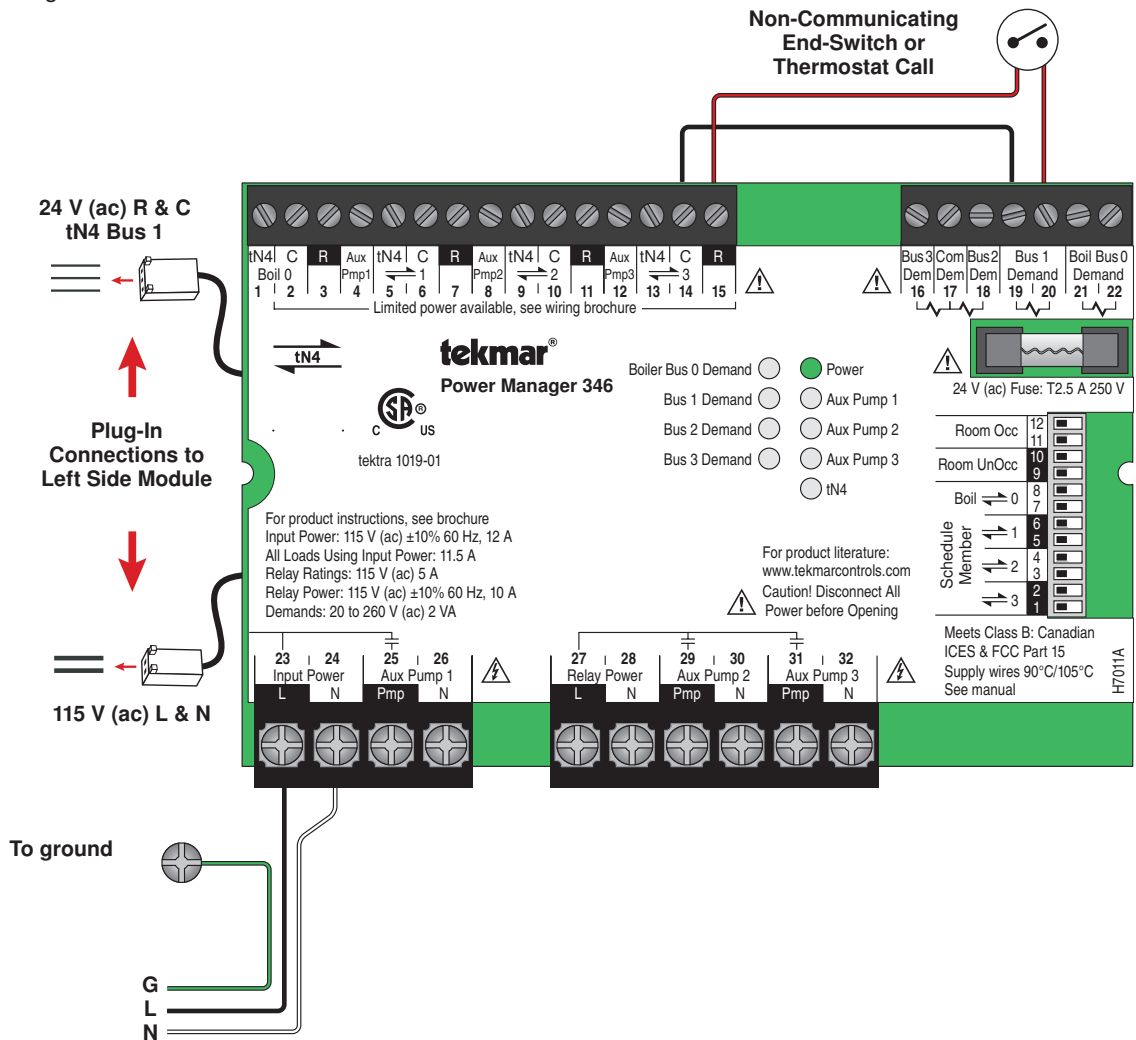 Non-Communicating
End-Switch or
Thermostat Call
24 V (ac) R & C
tN4 Bus 1
tN4 C R Aux tN4 C R Aux tN4 C R Aux tN4 C R
Boil 0 Pmp1 ⇌ 1 Pmp2 ⇌ 2 Pmp3 ⇌ 3
1 2 3 4 5 6 7 8 9 10 11 12 13 14 15
Limited power available, see wiring brochure
Bus3 Com Bus2 Bus 1 Boil Bus0
Dem Dem Dem Demand Demand
16 17 18 19 20 21 22
24 V (ac) Fuse: T2.5 A 250 V
tN4
tekmar®
Power Manager 346
SA®
C US
tektra 1019-01
Boiler Bus 0 Demand
Bus 1 Demand
Bus 2 Demand
Bus 3 Demand
Power
Aux Pump 1
Aux Pump 2
Aux Pump 3
tN4
Plug-In
Connections to
Left Side Module
Room Occ 12
11
Room UnOcc 10
9
Boil ⇌ 0 8
7
Schedule
Member
⇌ 1 6
5
⇌ 2 4
3
⇌ 3 2
1
For product instructions, see brochure
Input Power: 115 V (ac) ±10% 60 Hz, 12 A
All Loads Using Input Power: 11.5 A
Relay Ratings: 115 V (ac) 5 A
Relay Power: 115 V (ac) ±10% 60 Hz, 10 A
Demands: 20 to 260 V (ac) 2 VA
For product literature:
www.tekmarcontrols.com
Caution! Disconnect All
Power before Opening
Meets Class B: Canadian
ICES & FCC Part 15
Supply wires 90°C/105°C
See manual
H7011A
115 V (ac) L & N
23 24 25 26
Input Power Aux Pump 1
L N Pmp N
27 28 29 30 31 32
Relay Power Aux Pump 2 Aux Pump 3
L N Pmp N Pmp N
To ground
G
L
N